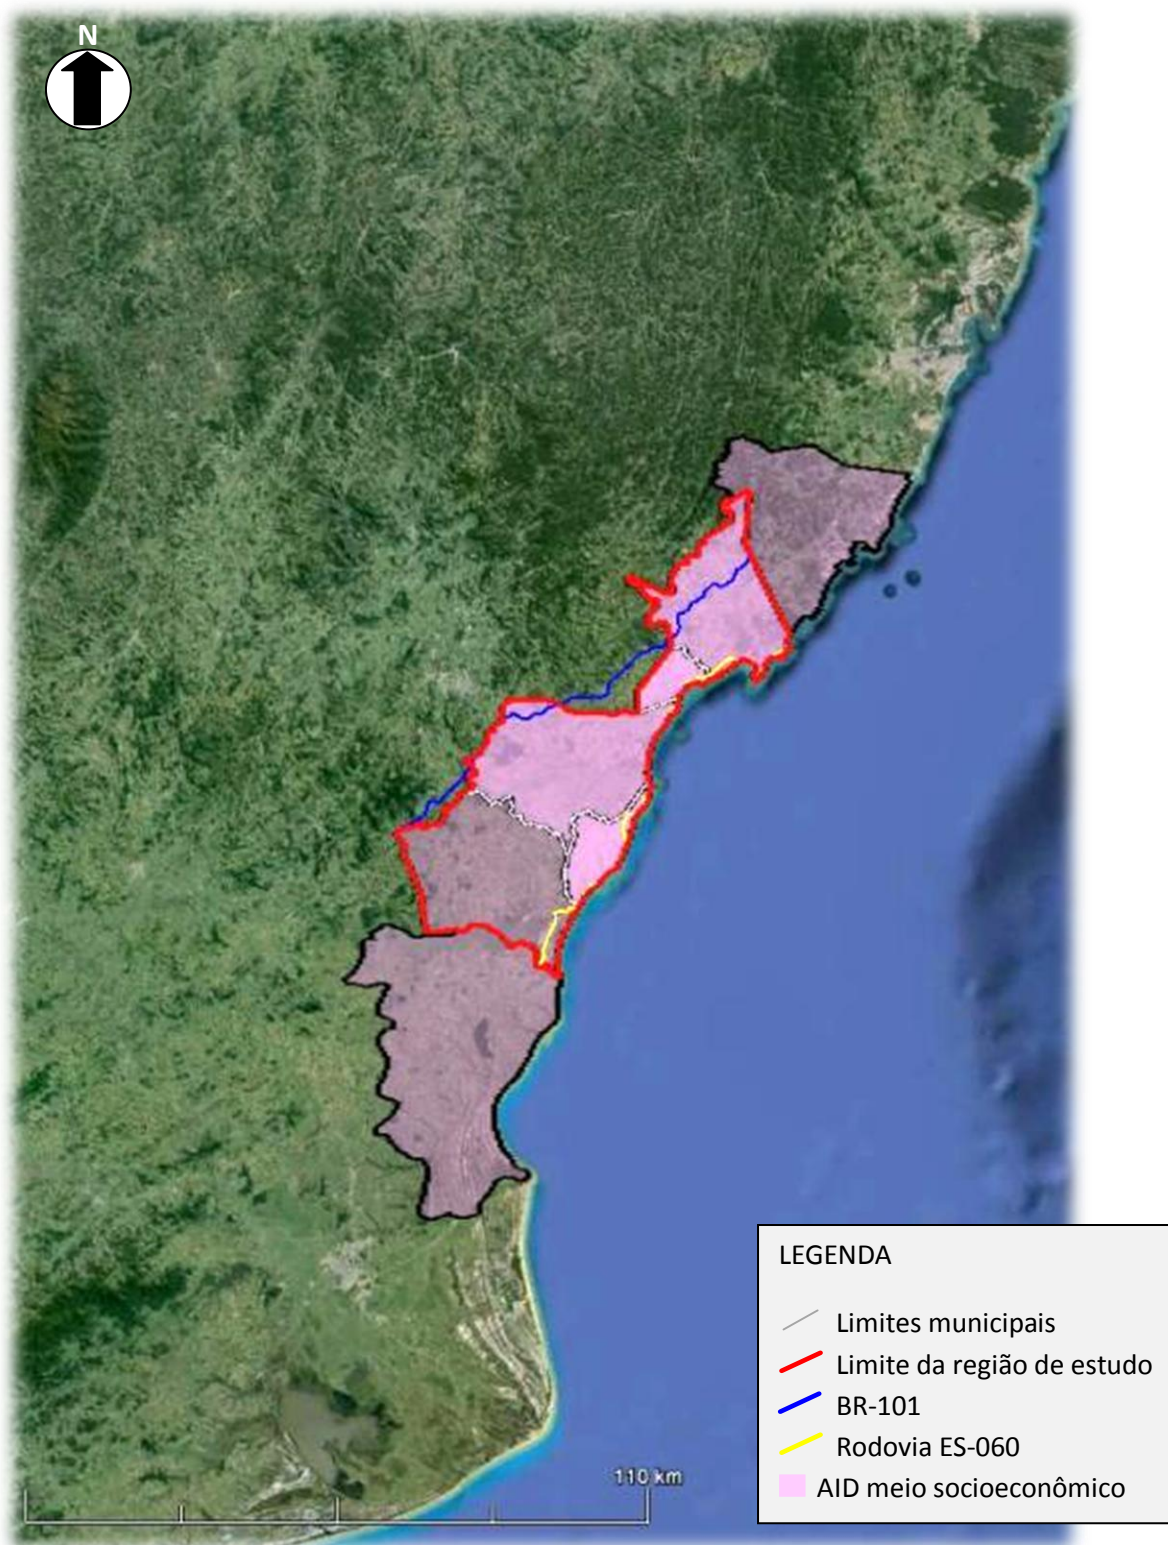 N
110 km
LEGENDA
Limites municipais
Limite da região de estudo
BR-101
Rodovia ES-060
AID meio socioeconômico